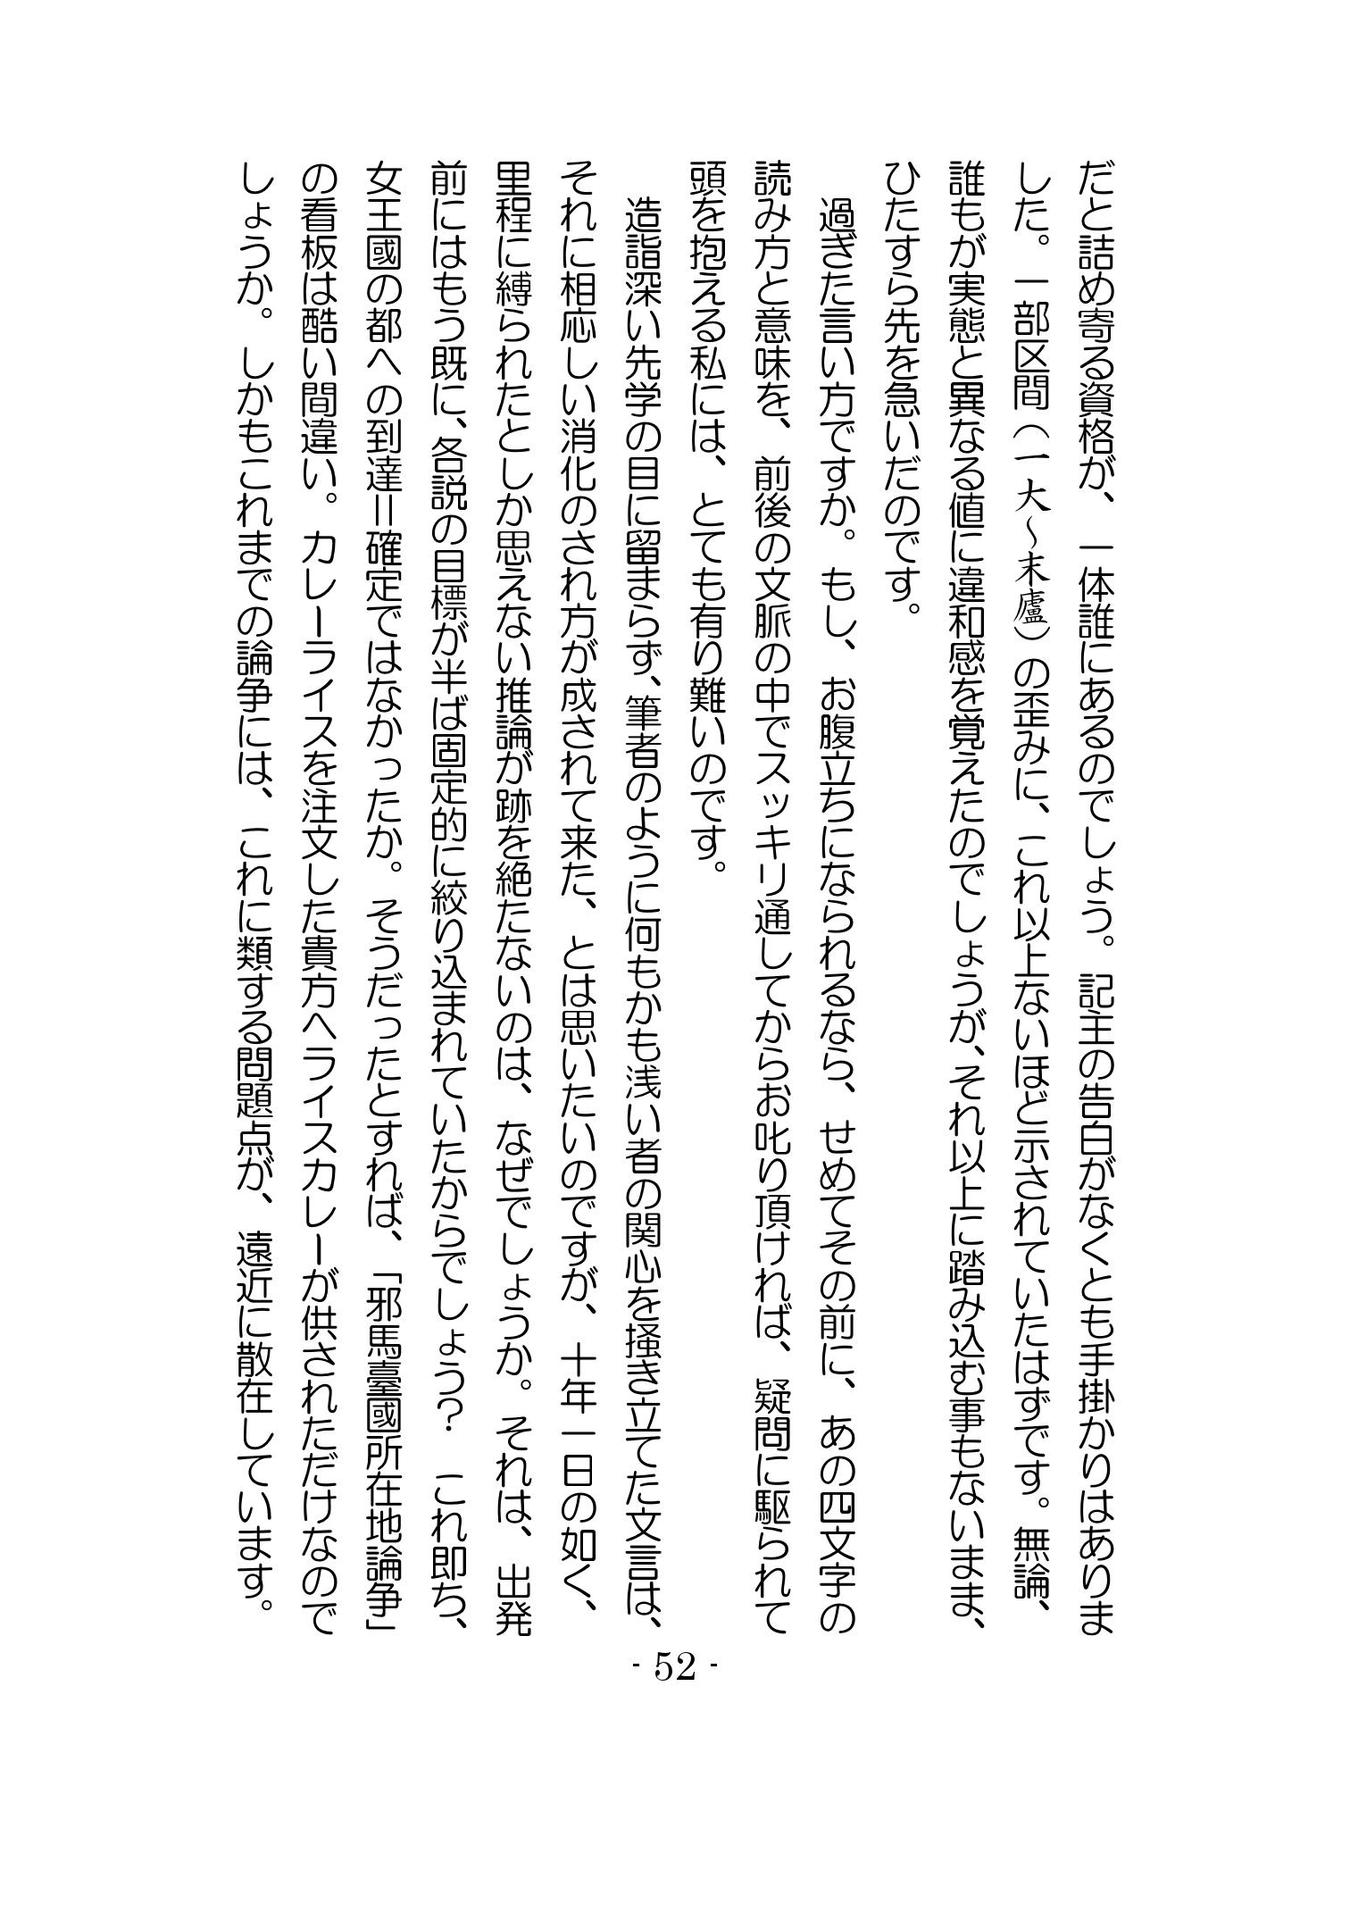 だと詰め寄る資格が、一体誰にあるのでしょう。記主の告白がなくとも手掛かりはありま
した。一部区間（一大～末廬）の歪みに、これ以上ないほど示されていたはずです。無論、
誰もが実態と異なる値に違和感を覚えたのでしょうが、それ以上に踏み込む事もないまま、
ひたすら先を急いだのです。
　過ぎた言い方ですか。もし、お腹立ちになられるなら、せめてその前に、あの四文字の
読み方と意味を、前後の文脈の中でスッキリ通してからお叱り頂ければ、疑問に駆られて
頭を抱える私には、とても有り難いのです。
　造詣深い先学の目に留まらず、筆者のように何もかも浅い者の関心を掻き立てた文言は、
それに相応しい消化のされ方が成されて来た、とは思いたいのですが、十年一日の如く、
里程に縛られたとしか思えない推論が跡を絶たないのは、なぜでしょうか。それは、出発
前にはもう既に、各説の目標が半ば固定的に絞り込まれていたからでしょう？　これ即ち、
女王國の都への到達＝確定ではなかったか。そうだったとすれば、「邪馬臺國所在地論争」
の看板は酷い間違い。カレーライスを注文した貴方へライスカレーが供されただけなので
しょうか。しかもこれまでの論争には、これに類する問題点が、遠近に散在しています。
- 52 -